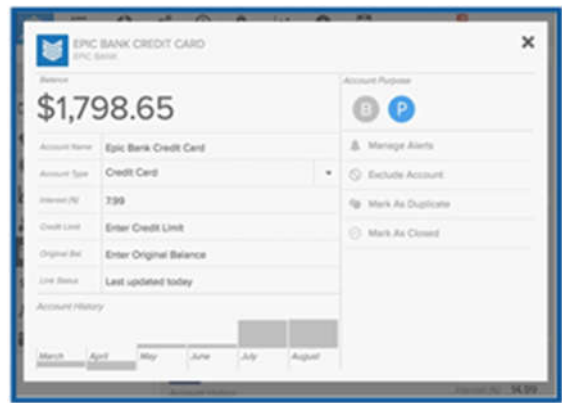 EPIC BANK CREDIT CARD
EPIC BANK
Balance
$1,798.65
Account Name Epic Bank Credit Card
Account Type Credit Card
Interest (%) 7.99
Credit Limit Enter Credit Limit
Original Bal. Enter Original Balance
Link Status Last updated today
Account History
March April May June July August
Account Purpose
B P
Manage Alerts
Exclude Account
Mark As Duplicate
Mark As Closed
Interest (%) 14.99